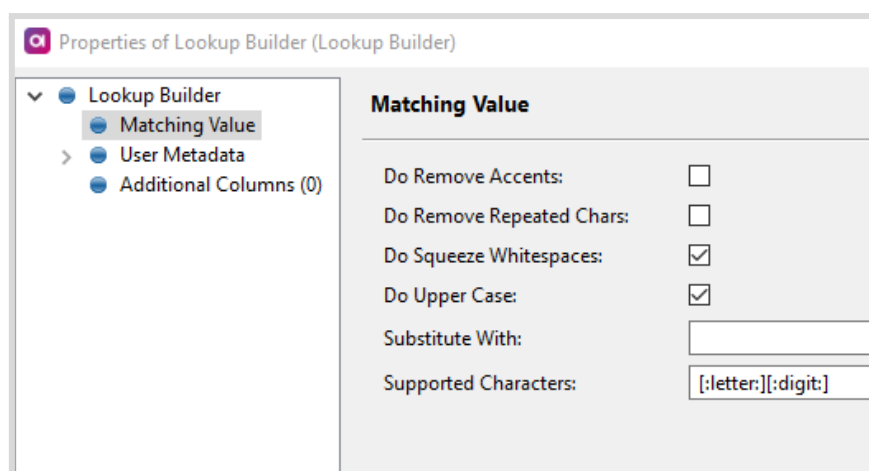 Properties of Lookup Builder (Lookup Builder)
Lookup Builder
Matching Value
User Metadata
Additional Columns (0)
Matching Value
Do Remove Accents:
Do Remove Repeated Chars:
Do Squeeze Whitespaces:
Do Upper Case:
Substitute With:
Supported Characters: [:letter:][:digit:]